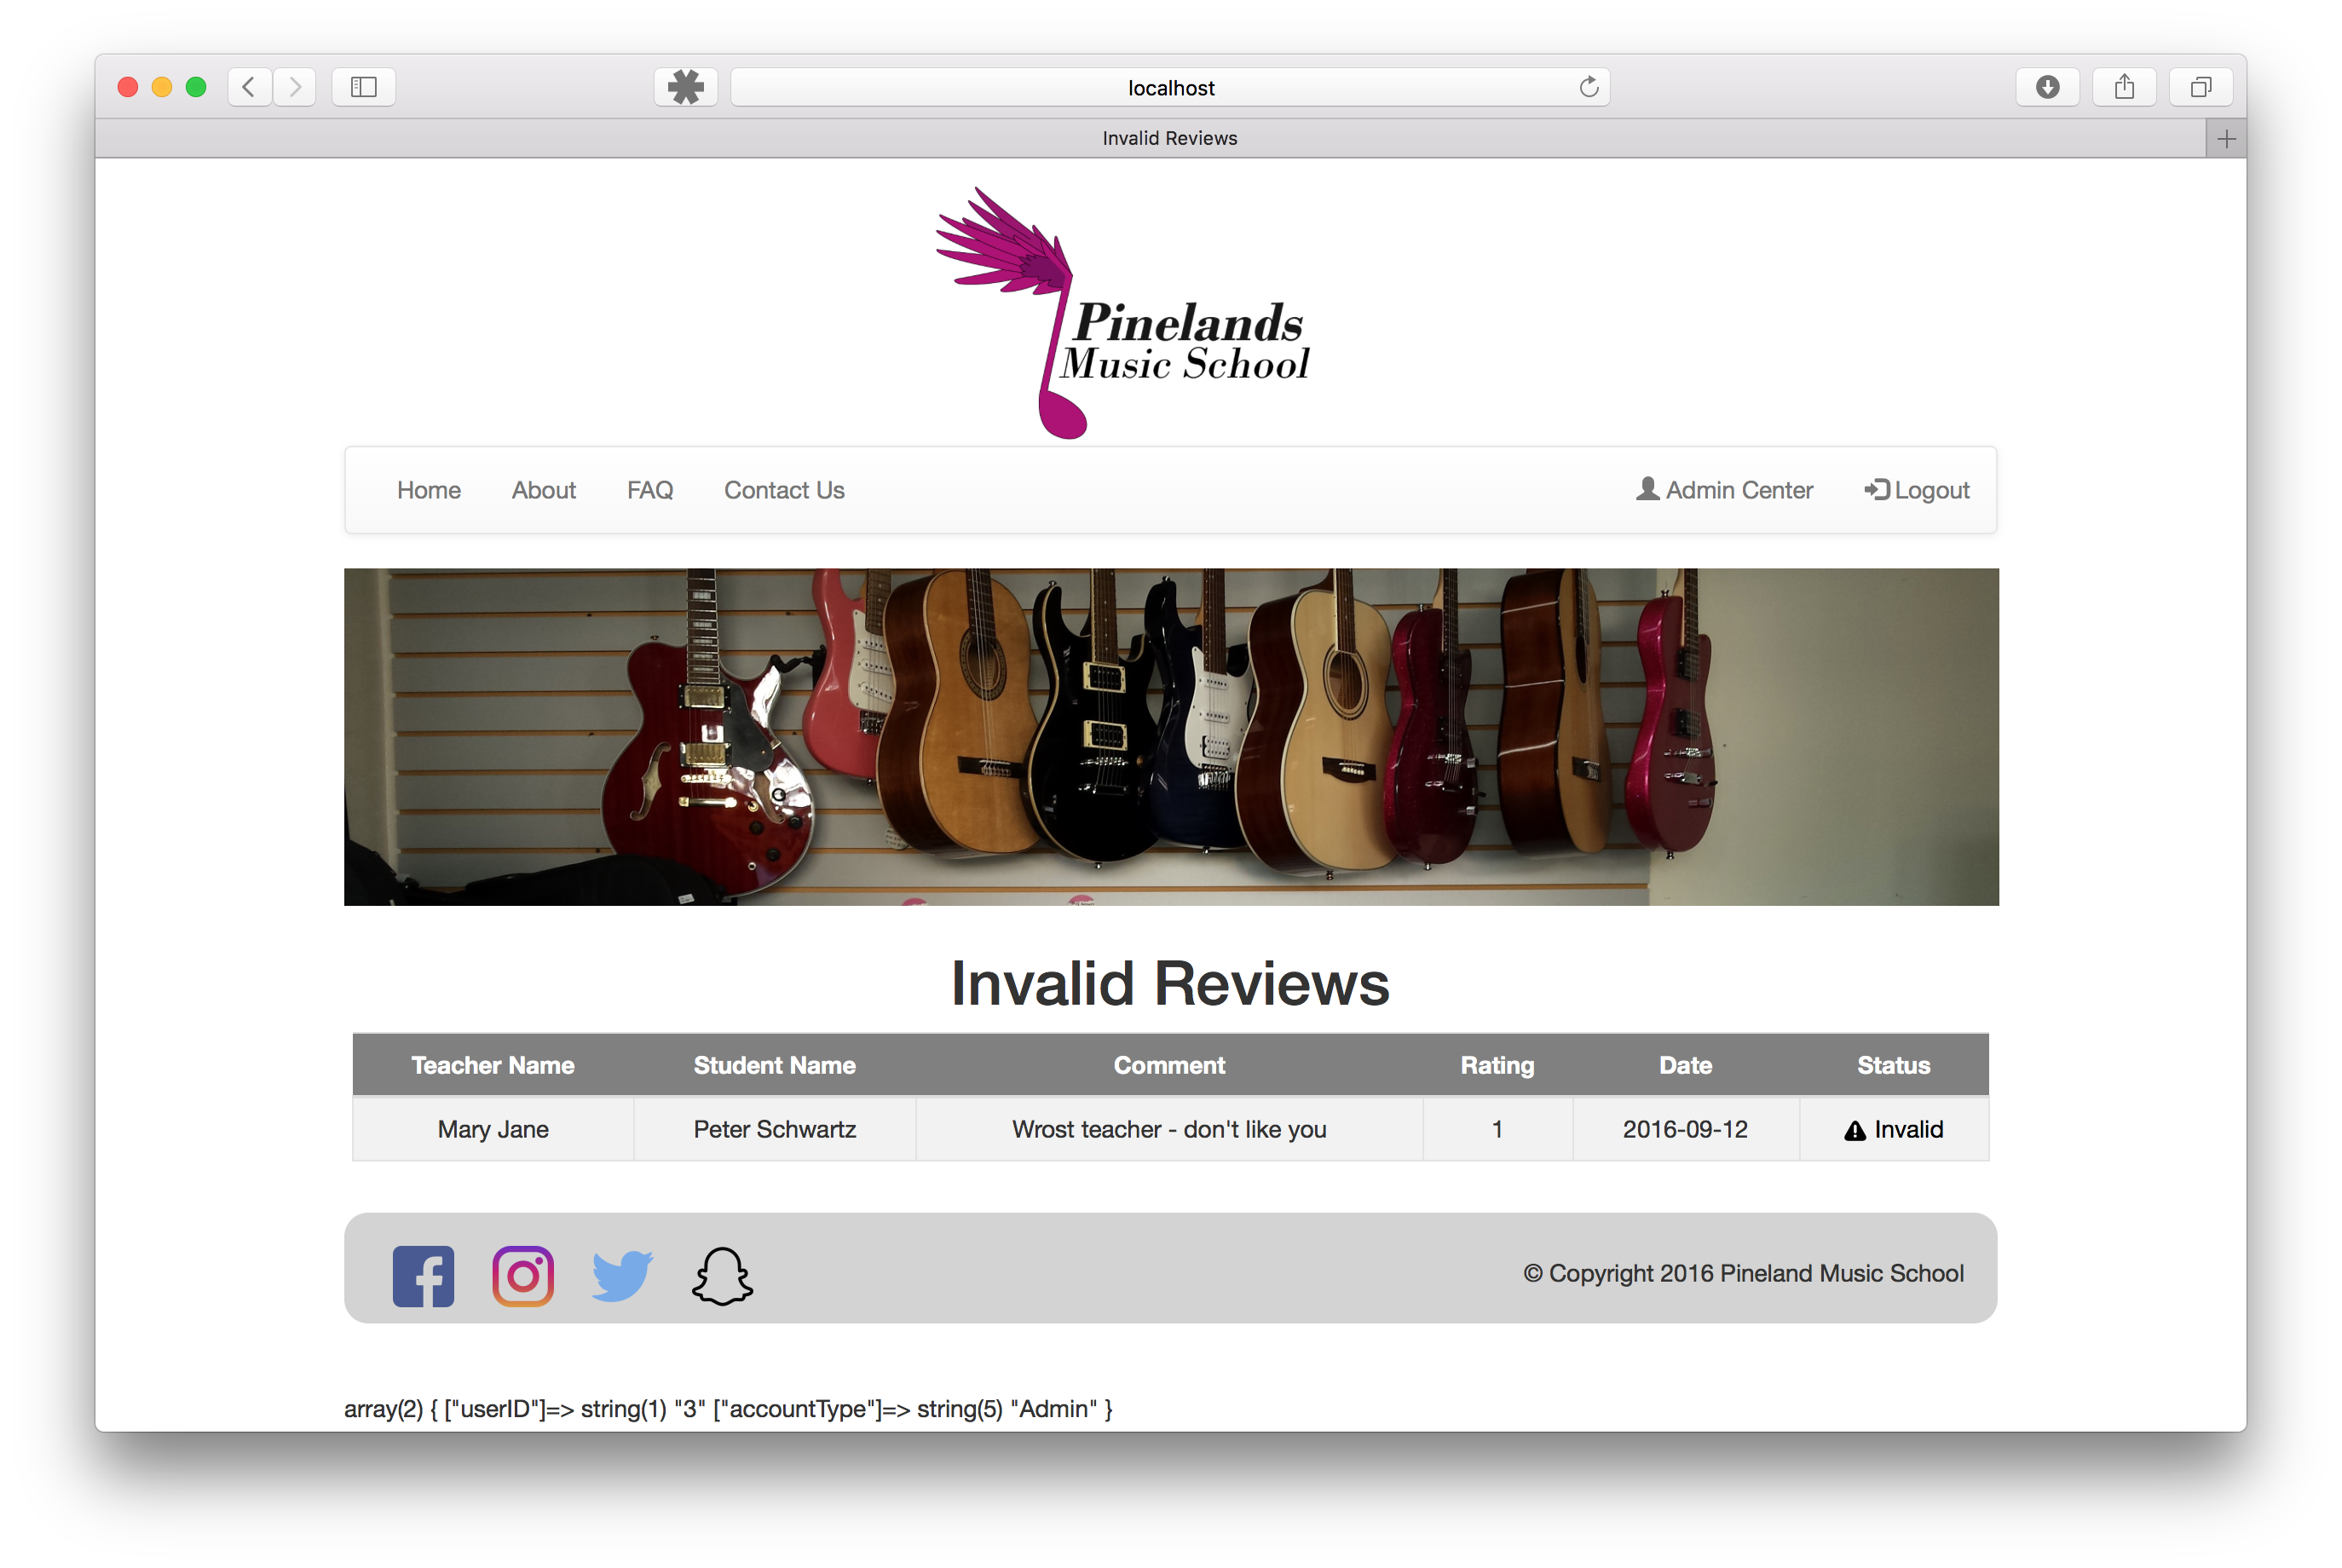 localhost
Invalid Reviews
Pinelands
Music School
Home About FAQ Contact Us Admin Center Logout
Invalid Reviews
Teacher Name Student Name Comment Rating Date Status
Mary Jane Peter Schwartz Wrost teacher - don't like you 1 2016-09-12 Invalid
© Copyright 2016 Pineland Music School
array(2) { ["userID"]=> string(1) "3" ["accountType"]=> string(5) "Admin" }